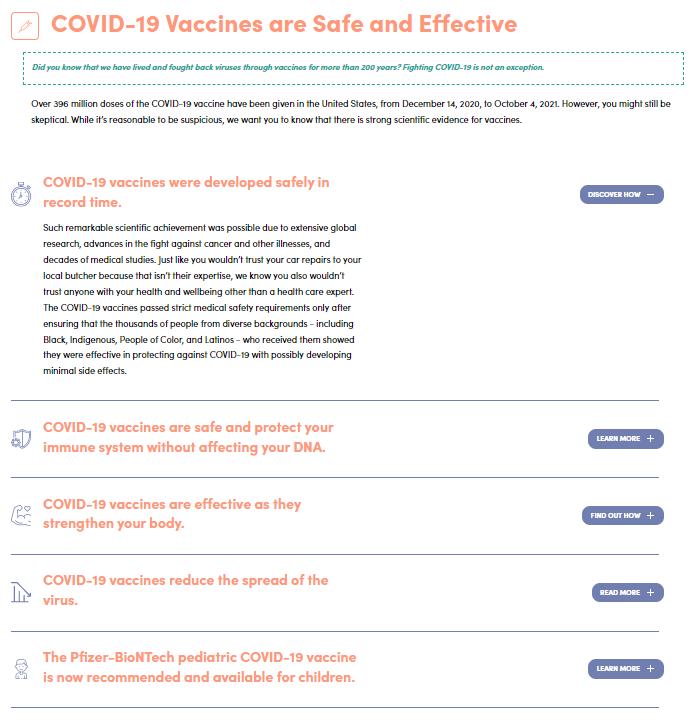 COVID-19 Vaccines are Safe and Effective
Did you know that we have lived and fought back viruses through vaccines for more than 200 years? Fighting COVID-19 is not an exception.
Over 396 million doses of the COVID-19 vaccine have been given in the United States, from December 14, 2020, to October 4, 2021. However, you might still be
skeptical. While it's reasonable to be suspicious, we want you to know that there is strong scientific evidence for vaccines.
COVID-19 vaccines were developed safely in
record time.
DISCOVER HOW —
Such remarkable scientific achievement was possible due to extensive global
research, advances in the fight against cancer and other illnesses, and
decades of medical studies. Just like you wouldn't trust your car repairs to your
local butcher because that isn't their expertise, we know you also wouldn't
trust anyone with your health and wellbeing other than a health care expert.
The COVID-19 vaccines passed strict medical safety requirements only after
ensuring that the thousands of people from diverse backgrounds – including
Black, Indigenous, People of Color, and Latinos – who received them showed
they were effective in protecting against COVID-19 with possibly developing
minimal side effects.
COVID-19 vaccines are safe and protect your
immune system without affecting your DNA.
LEARN MORE +
COVID-19 vaccines are effective as they
strengthen your body.
FIND OUT HOW +
COVID-19 vaccines reduce the spread of the
virus.
READ MORE +
The Pfizer-BioNTech pediatric COVID-19 vaccine
is now recommended and available for children.
LEARN MORE +